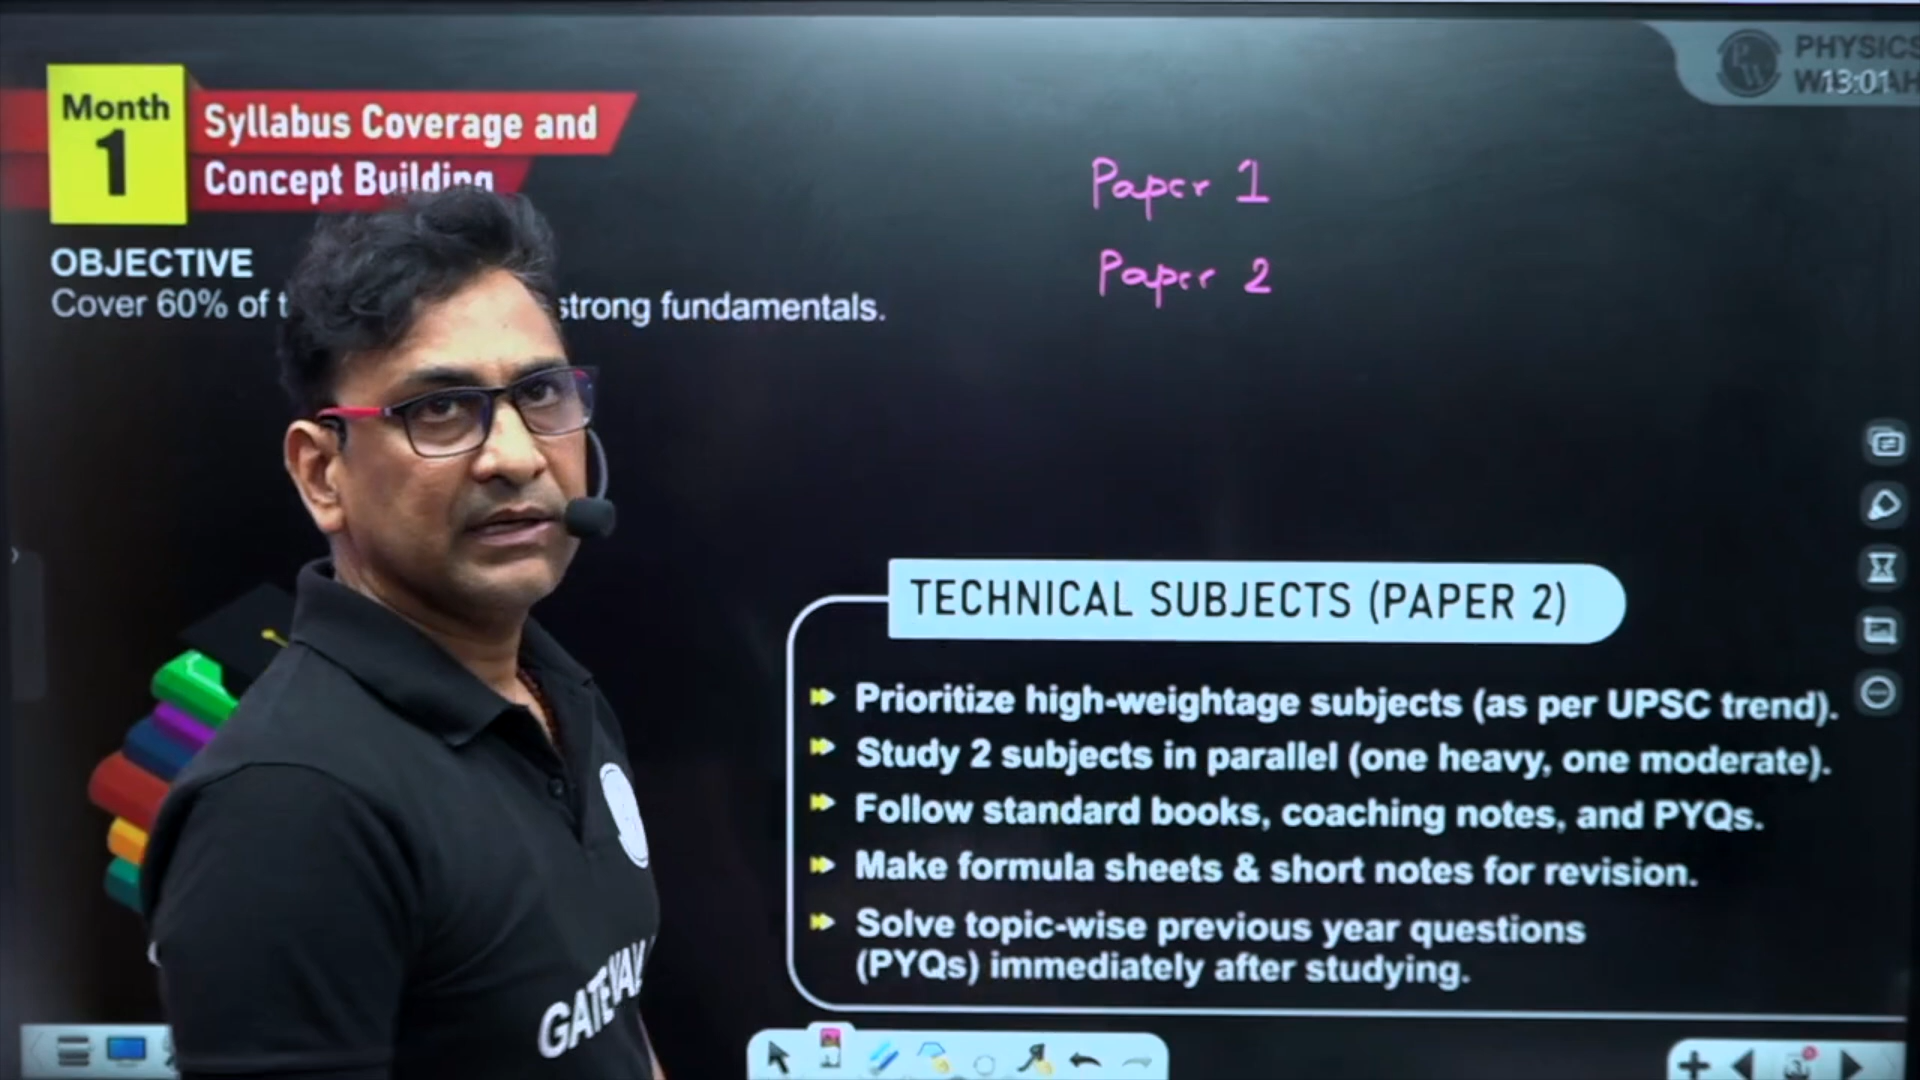 Month
1
Syllabus Coverage and
Concept Building
PHYSICS
13:01
Paper 1
Paper 2
OBJECTIVE
Cover 60% of strong fundamentals.
TECHNICAL SUBJECTS (PAPER 2)
Prioritize high-weightage subjects (as per UPSC trend).
Study 2 subjects in parallel (one heavy, one moderate).
Follow standard books, coaching notes, and PYQs.
Make formula sheets & short notes for revision.
Solve topic-wise previous year questions
(PYQs) immediately after studying.